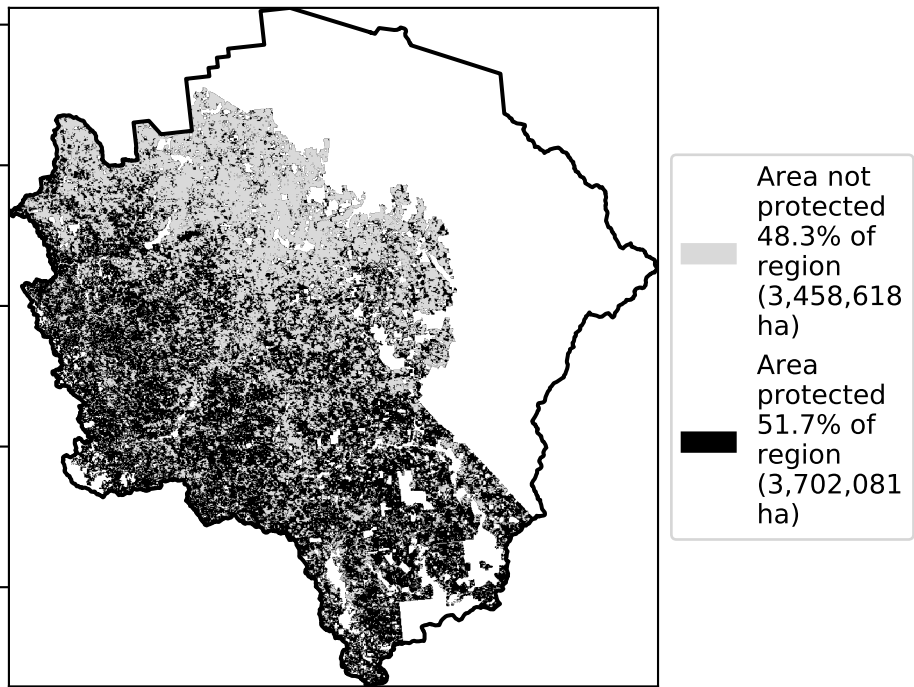 Area not
protected
48.3% of
region
(3,458,618
ha)
Area
protected
51.7% of
region
(3,702,081
ha)